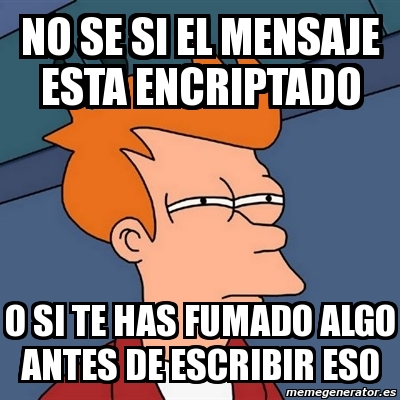 NO SE SI EL MENSAJE
ESTA ENCRIPTADO
O SI TE HAS FUMADO ALGO
ANTES DE ESCRIBIR ESO
memegenerator.es